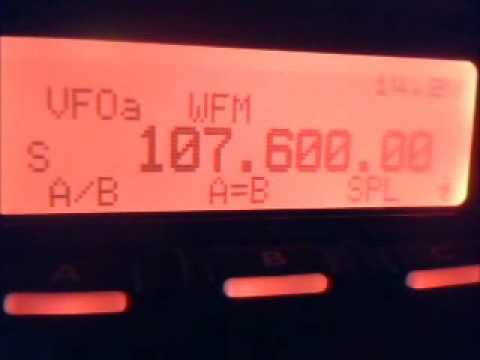 VFOa WFM
S 107.600.00
A/B A=B SPL
A B C